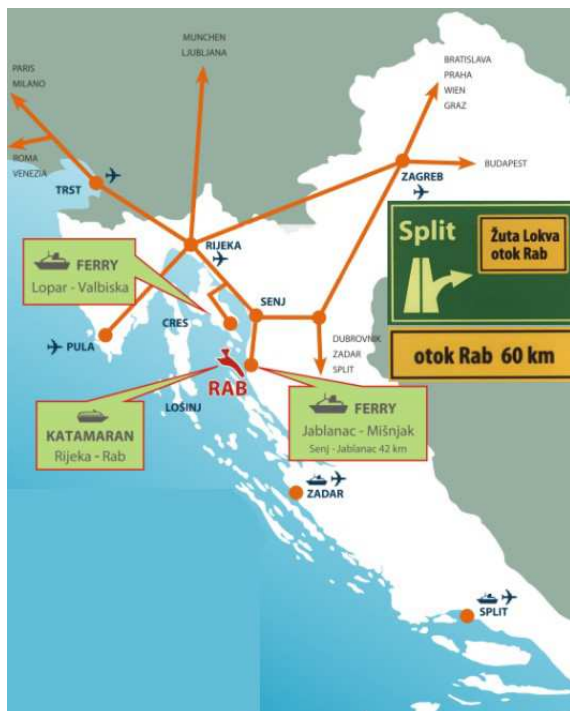 MUNCHEN
LJUBLJANA
BRATISLAVA
PRAHA
WIEN
GRAZ
PARIS
MILANO
ROMA
VENEZIA
TRST
ZAGREB
BUDAPEST
Split
Žuta Lokva
otok Rab
otok Rab 60 km
RIJEKA
FERRY
Lopar - Valbiska
SENJ
CRES
PULA
DUBROVNIK
ZADAR
SPLIT
RAB
LOŠINJ
KATAMARAN
Rijeka - Rab
FERRY
Jablanac - Mišnjak
Senj - Jablanac 42 km
ZADAR
SPLIT